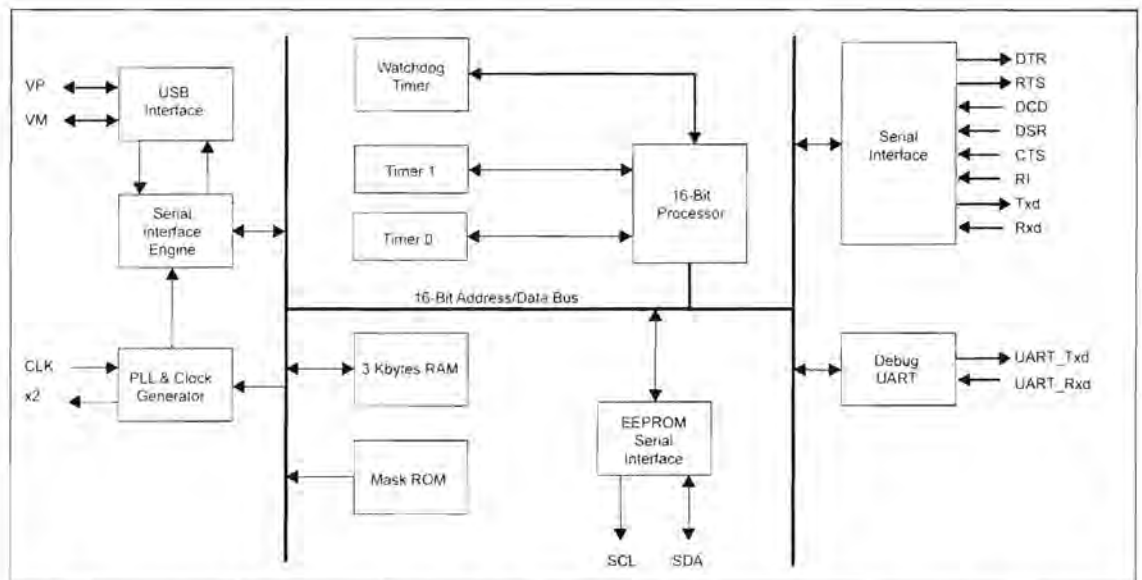 VP
VM
USB
Interface
Serial
Interface
Engine
CLK
x2
PLL & Clock
Generator
Watchdog
Timer
Timer 1
Timer 0
16-Bit
Processor
16-Bit Address/Data Bus
3 Kbytes RAM
Mask ROM
EEPROM
Serial
Interface
SCL
SDA
Serial
Interface
DTR
RTS
DCD
DSR
CTS
RI
Txd
Rxd
Debug
UART
UART_Txd
UART_Rxd